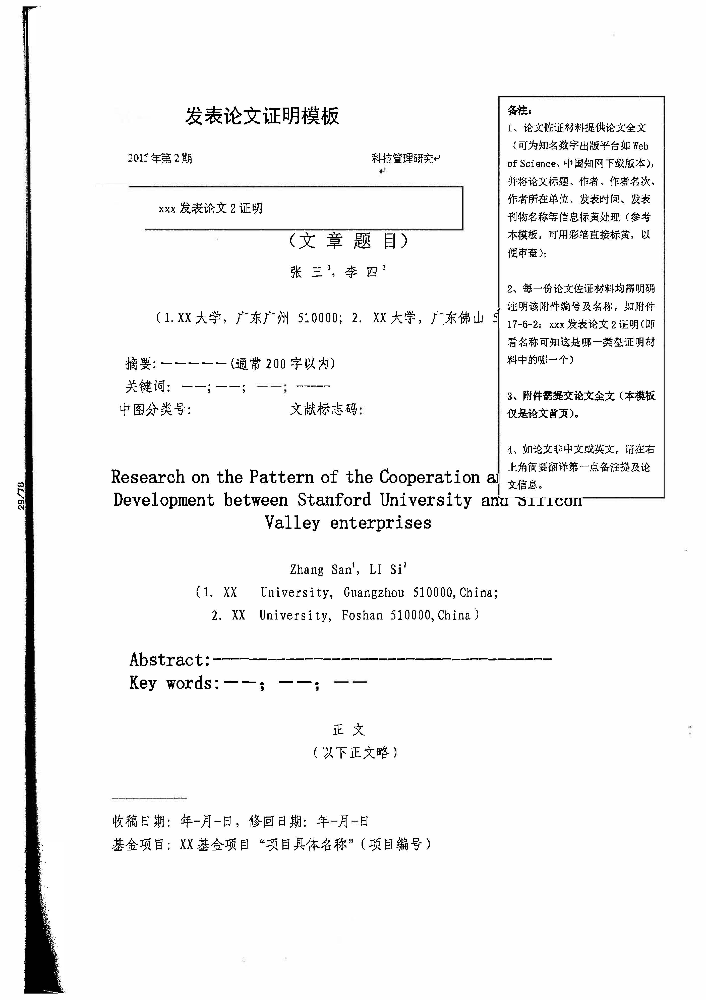 发表论文证明模板
2015年第2期 科技管理研究↵
↵
xxx 发表论文 2 证明
（文 章 题 目）
张 三¹，李 四²
（1.XX 大学，广东广州 510000；2. XX 大学，广东佛山 5
摘要：—————（通常 200 字以内）
关键词：——；——；——；-----
中图分类号： 文献标志码：
Research on the Pattern of the Cooperation a
Development between Stanford University and Silicon
Valley enterprises
Zhang San¹, LI Si²
（1. XX University, Guangzhou 510000,China;
2. XX University, Foshan 510000,China）
Abstract:-------------------------------------
Key words:——；——；——
正 文
（以下正文略）
收稿日期：年-月-日，修回日期：年-月-日
基金项目：XX 基金项目 “项目具体名称”（项目编号）
备注：
1、论文佐证材料提供论文全文
（可为知名数字出版平台如 Web
of Science、中国知网下载版本），
并将论文标题、作者、作者名次、
作者所在单位、发表时间、发表
刊物名称等信息标黄处理（参考
本模板，可用彩笔直接标黄，以
便审查）；
2、每一份论文佐证材料均需明确
注明该附件编号及名称，如附件
17-6-2：xxx 发表论文 2 证明（即
看名称可知这是哪一类型证明材
料中的哪一个）
3、附件需提交论文全文（本模板
仅是论文首页）。
4、如论文非中文或英文，请在右
上角简要翻译第一点备注提及论
文信息。
29/78